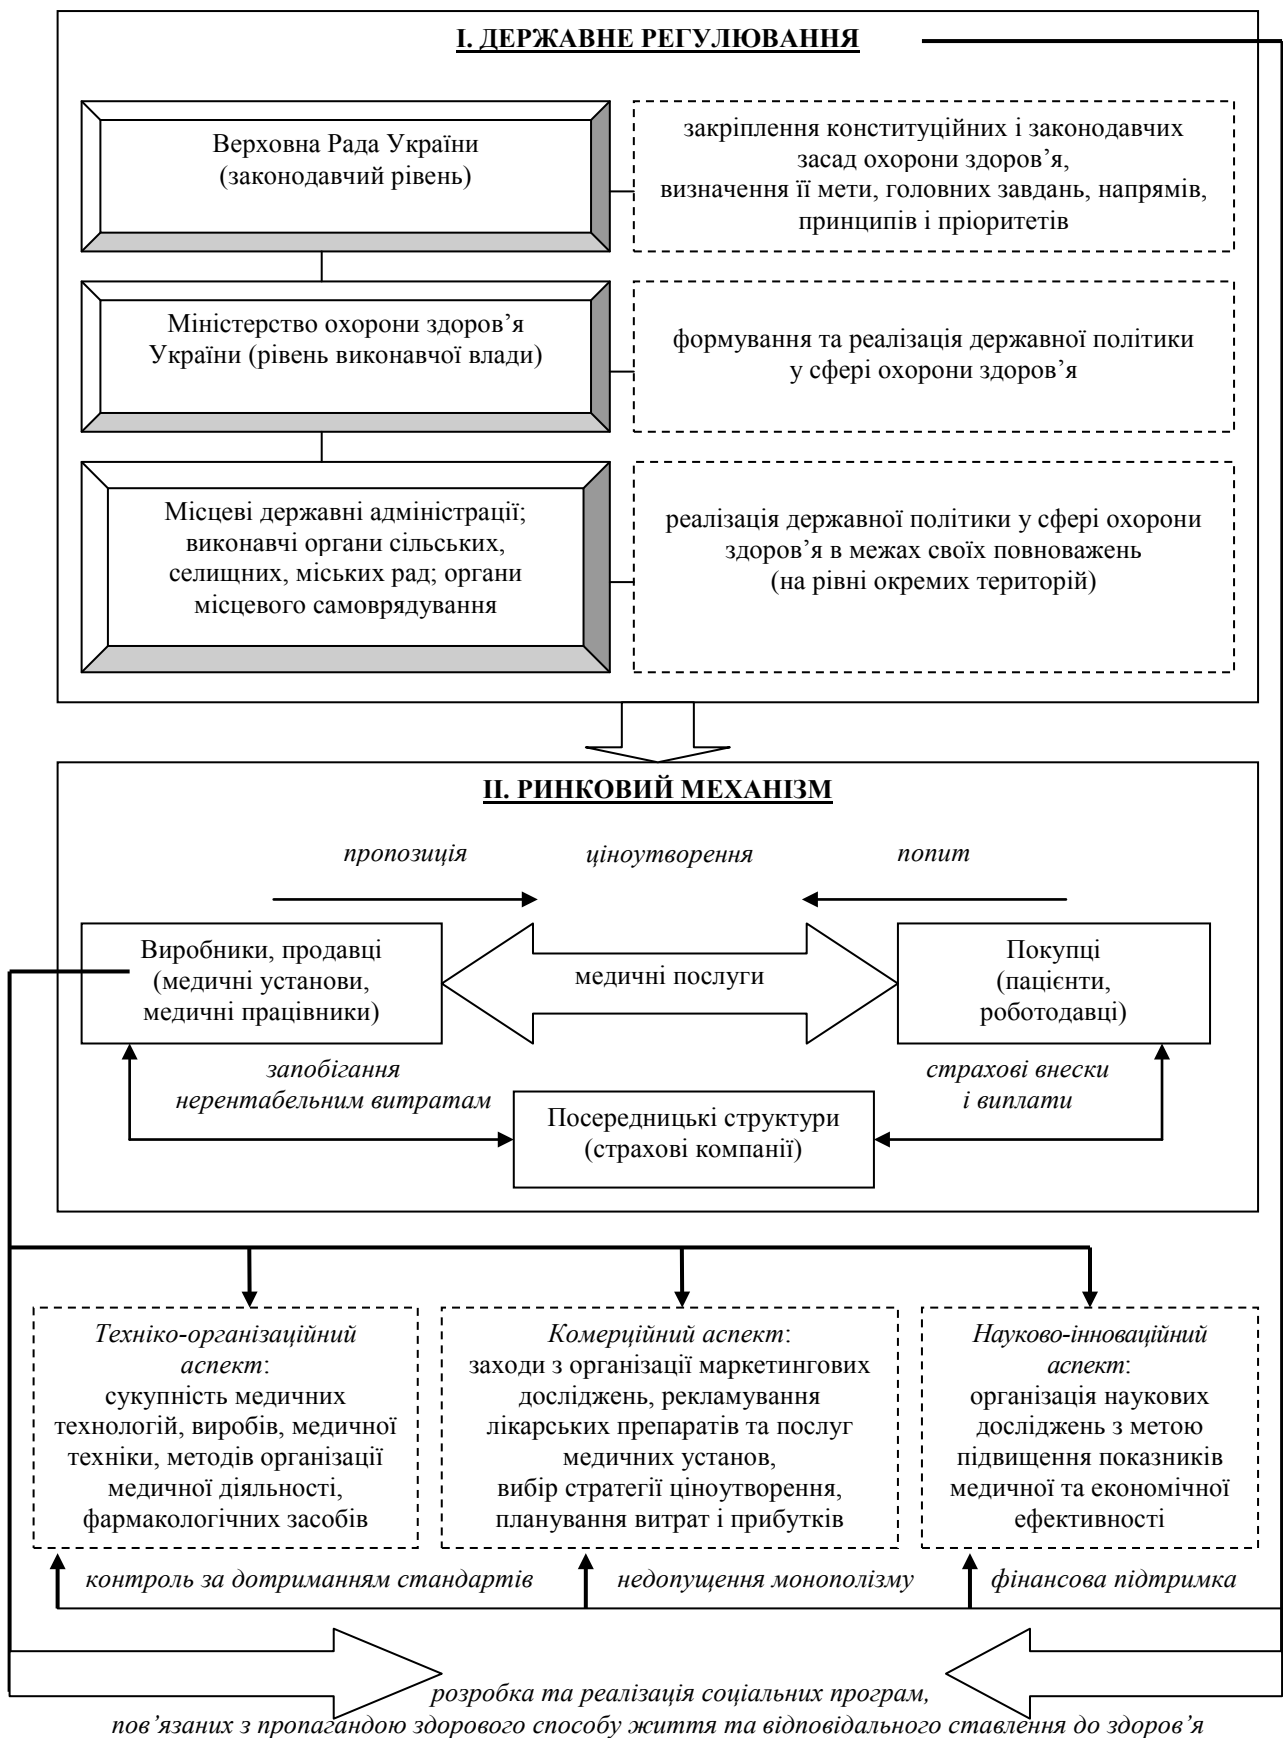 І. ДЕРЖАВНЕ РЕГУЛЮВАННЯ
Верховна Рада України
(законодавчий рівень)
закріплення конституційних і законодавчих
засад охорони здоров’я,
визначення її мети, головних завдань, напрямів,
принципів і пріоритетів
Міністерство охорони здоров’я
України (рівень виконавчої влади)
формування та реалізація державної політики
у сфері охорони здоров’я
Місцеві державні адміністрації;
виконавчі органи сільських,
селищних, міських рад; органи
місцевого самоврядування
реалізація державної політики у сфері охорони
здоров’я в межах своїх повноважень
(на рівні окремих територій)
ІІ. РИНКОВИЙ МЕХАНІЗМ
пропозиція
ціноутворення
попит
Виробники, продавці
(медичні установи,
медичні працівники)
медичні послуги
Покупці
(пацієнти,
роботодавці)
запобігання
нерентабельним витратам
страхові внески
і виплати
Посередницькі структури
(страхові компанії)
Техніко-організаційний
аспект:
сукупність медичних
технологій, виробів, медичної
техніки, методів організації
медичної діяльності,
фармакологічних засобів
Комерційний аспект:
заходи з організації маркетингових
досліджень, рекламування
лікарських препаратів та послуг
медичних установ,
вибір стратегії ціноутворення,
планування витрат і прибутків
Науково-інноваційний
аспект:
організація наукових
досліджень з метою
підвищення показників
медичної та економічної
ефективності
контроль за дотриманням стандартів
недопущення монополізму
фінансова підтримка
розробка та реалізація соціальних програм,
пов’язаних з пропагандою здорового способу життя та відповідального ставлення до здоров’я